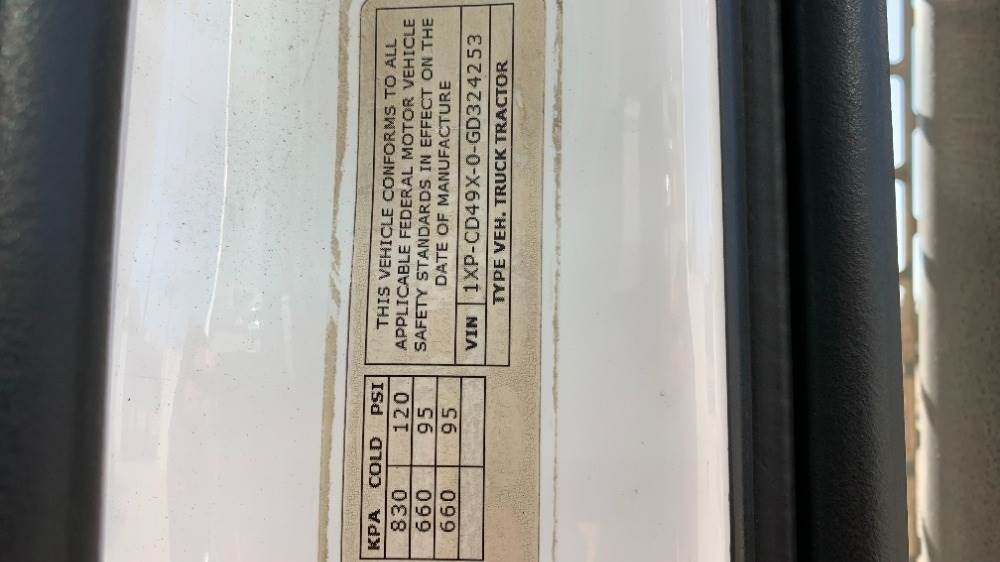 KPA COLD PSI
830 120
660 95
660 95
THIS VEHICLE CONFORMS TO ALL
APPLICABLE FEDERAL MOTOR VEHICLE
SAFETY STANDARDS IN EFFECT ON THE
DATE OF MANUFACTURE
VIN 1XP-CD49X-0-GD324253
TYPE VEH. TRUCK TRACTOR